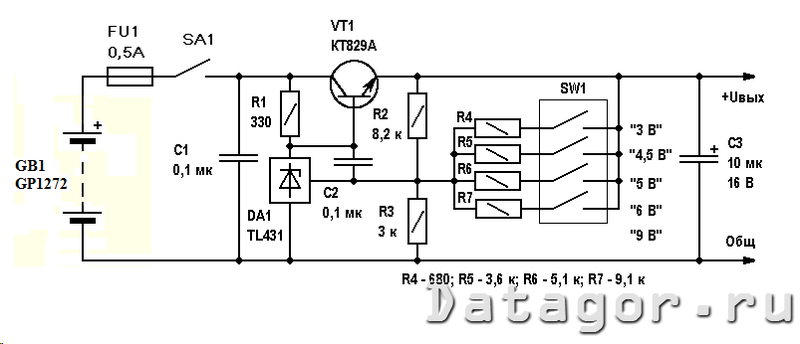 FU1
0,5А
SA1
VT1
КТ829А
R1
330
R2
8,2 к
SW1
+Uвых
R4
R5
R6
R7
"3 В"
"4,5 В"
"5 В"
"6 В"
"9 В"
C1
0,1 мк
C2
0,1 мк
C3
10 мк
16 В
+
+
GB1
GP1272
DA1
TL431
R3
3 к
Общ
R4 - 680; R5 - 3,6 к; R6 - 5,1 к; R7 - 9,1 к
Datagor.ru